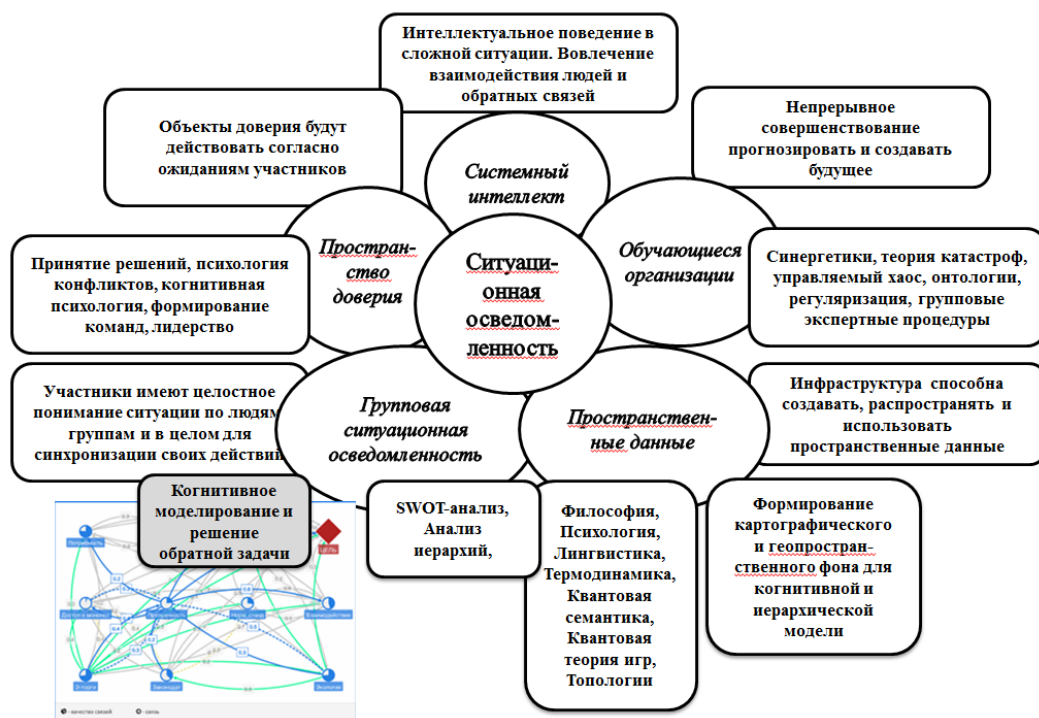 Интеллектуальное поведение в
сложной ситуации. Вовлечение
взаимодействия людей и
обратных связей
Объекты доверия будут
действовать согласно
ожиданиям участников
Непрерывное
совершенствование
прогнозировать и создавать
будущее
Системный
интеллект
Простран-
ство
доверия
Ситуаци-
онная
осведом-
ленность
Обучающиеся
организации
Принятие решений, психология
конфликтов, когнитивная
психология, формирование
команд, лидерство
Синергетики, теория катастроф,
управляемый хаос, онтологии,
регуляризация, групповые
экспертные процедуры
Участники имеют целостное
понимание ситуации по людям
группам и в целом для
синхронизации своих действий
Групповая
ситуационная
осведомленность
Пространствен-
ные данные
Инфраструктура способна
создавать, распространять и
использовать
пространственные данные
Когнитивное
моделирование и
решение
обратной задачи
SWOT-анализ,
Анализ
иерархий,
Философия,
Психология,
Лингвистика,
Термодинамика,
Квантовая
семантика,
Квантовая
теория игр,
Топологии
Формирование
картографического
и геопростран-
ственного фона для
когнитивной и
иерархической
модели
ЦЕЛЬ